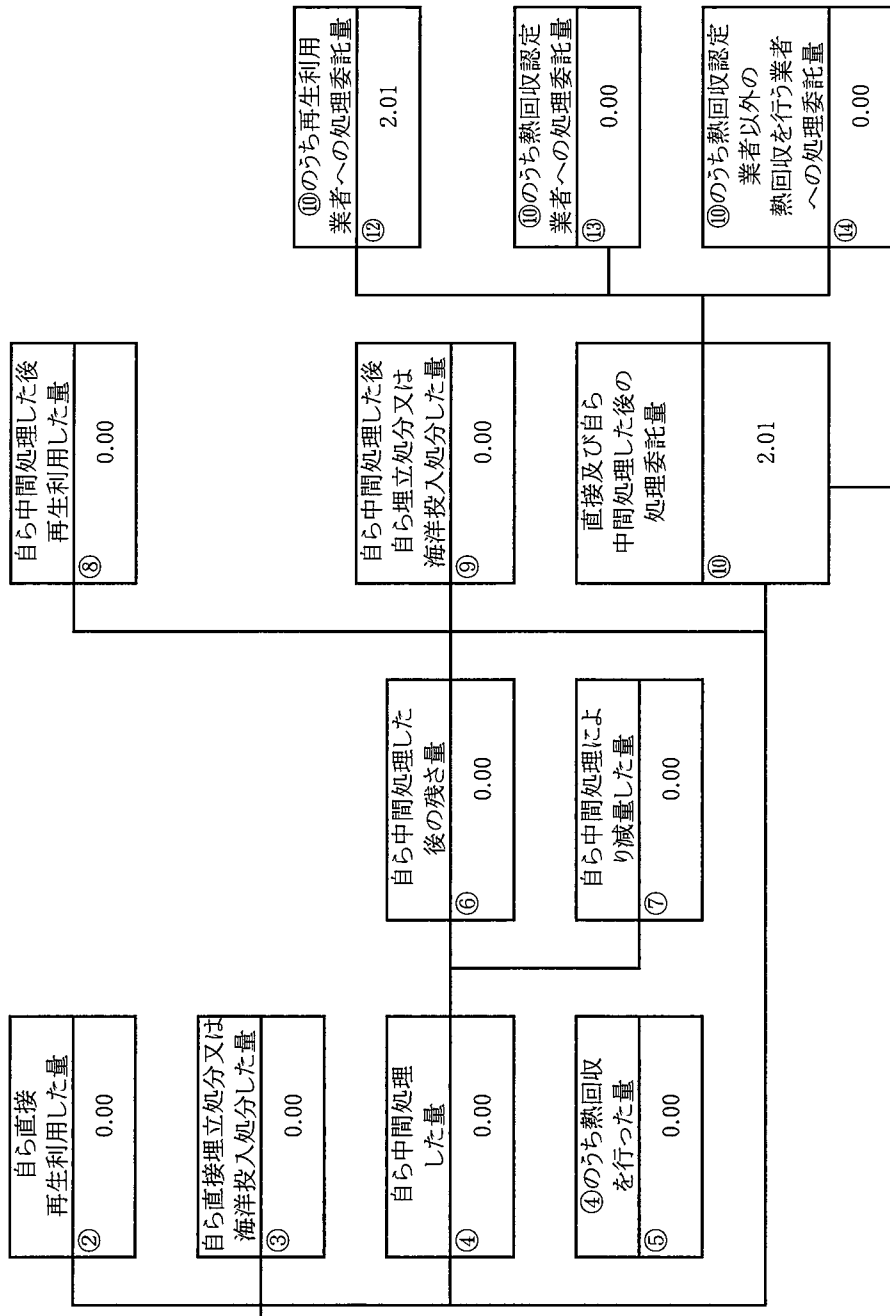 自ら直接
再生利用した量
②
0.00
自ら直接埋立処分又は
海洋投入処分した量
③
0.00
自ら中間処理
した量
④
0.00
④のうち熱回収
を行った量
⑤
0.00
自ら中間処理した
後の残さ量
⑥
0.00
自ら中間処理によ
り減量した量
⑦
0.00
自ら中間処理した後
再生利用した量
⑧
0.00
自ら中間処理した後
自ら埋立処分又は
海洋投入処分した量
⑨
0.00
直接及び自ら
中間処理した後の
処理委託量
⑩
2.01
⑩のうち再生利用
業者への処理委託量
⑫
2.01
⑩のうち熱回収認定
業者への処理委託量
⑬
0.00
⑩のうち熱回収認定
業者以外の
熱回収を行う業者
への処理委託量
⑭
0.00